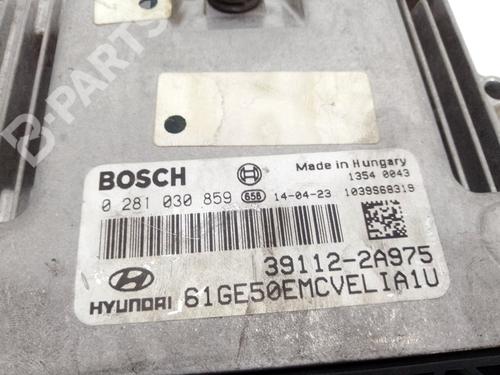 B-PARTS
BOSCH
Made in Hungary
1354 0043
0 281 030 859 656 14-04-23 1039S68319
39112-2A975
HYUNDAI 61GE50EMCVELIA1U